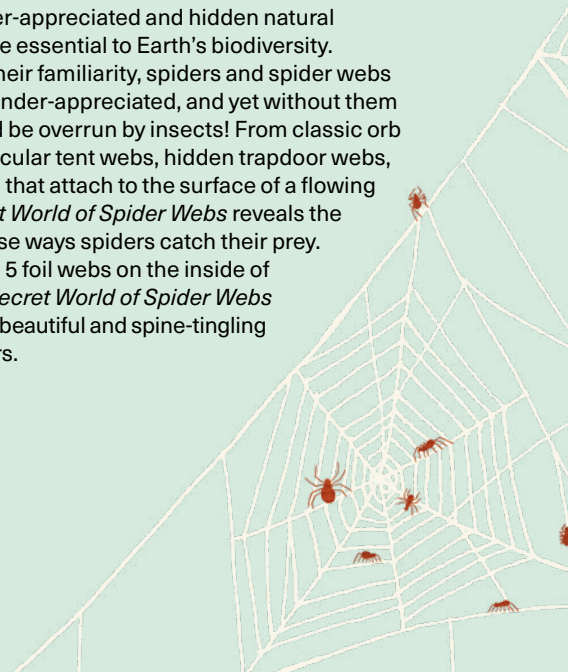 er-appreciated and hidden natural
e essential to Earth’s biodiversity.
heir familiarity, spiders and spider webs
nder-appreciated, and yet without them
d be overrun by insects! From classic orb
cular tent webs, hidden trapdoor webs,
that attach to the surface of a flowing
t World of Spider Webs reveals the
se ways spiders catch their prey.
5 foil webs on the inside of
ecret World of Spider Webs
beautiful and spine-tingling
rs.